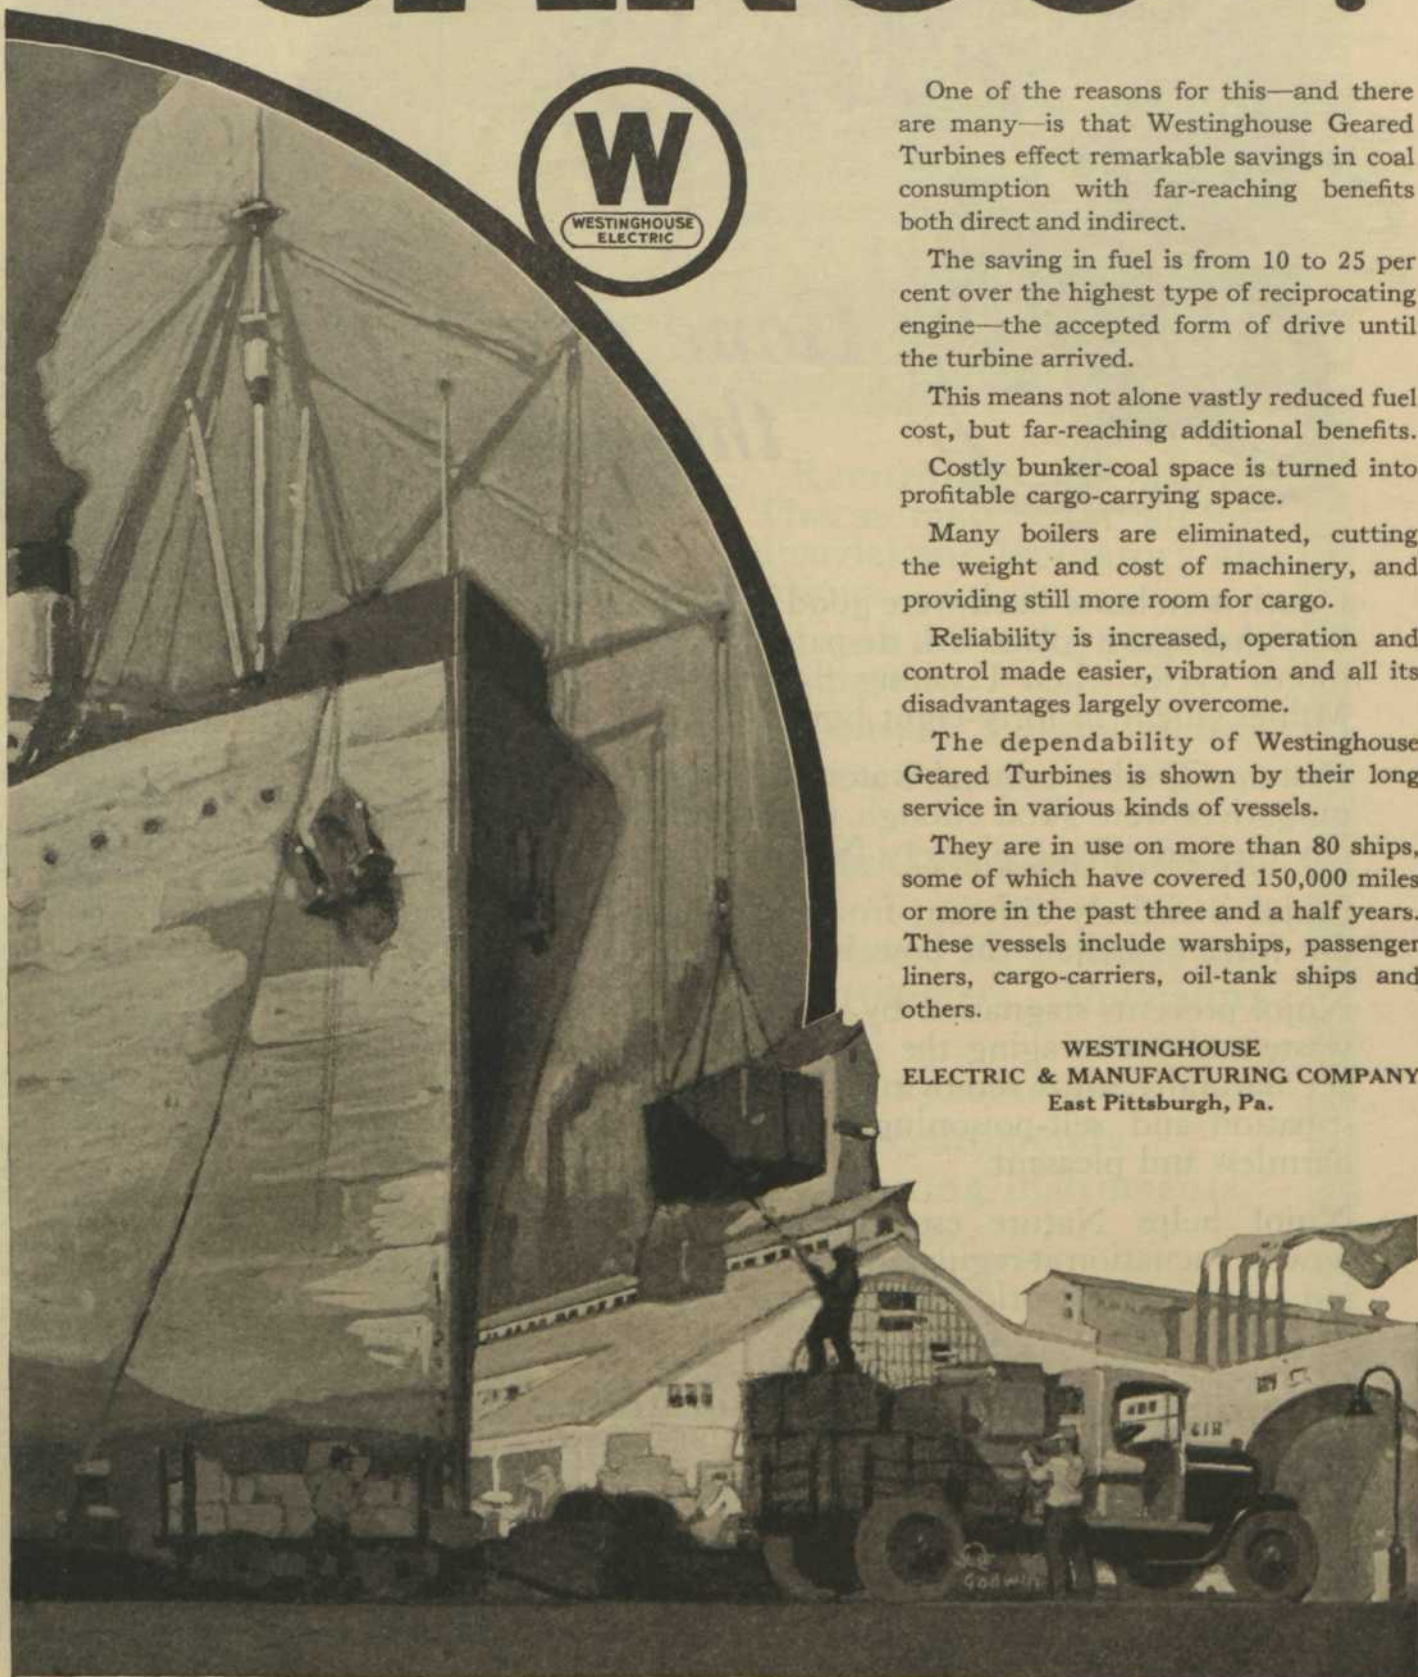 W
WESTINGHOUSE
ELECTRIC
One of the reasons for this—and there
are many—is that Westinghouse Geared
Turbines effect remarkable savings in coal
consumption with far-reaching benefits
both direct and indirect.
The saving in fuel is from 10 to 25 per
cent over the highest type of reciprocating
engine—the accepted form of drive until
the turbine arrived.
This means not alone vastly reduced fuel
cost, but far-reaching additional benefits.
Costly bunker-coal space is turned into
profitable cargo-carrying space.
Many boilers are eliminated, cutting
the weight and cost of machinery, and
providing still more room for cargo.
Reliability is increased, operation and
control made easier, vibration and all its
disadvantages largely overcome.
The dependability of Westinghouse
Geared Turbines is shown by their long
service in various kinds of vessels.
They are in use on more than 80 ships,
some of which have covered 150,000 miles
or more in the past three and a half years.
These vessels include warships, passenger
liners, cargo-carriers, oil-tank ships and
others.
WESTINGHOUSE
ELECTRIC & MANUFACTURING COMPANY
East Pittsburgh, Pa.
Godwin